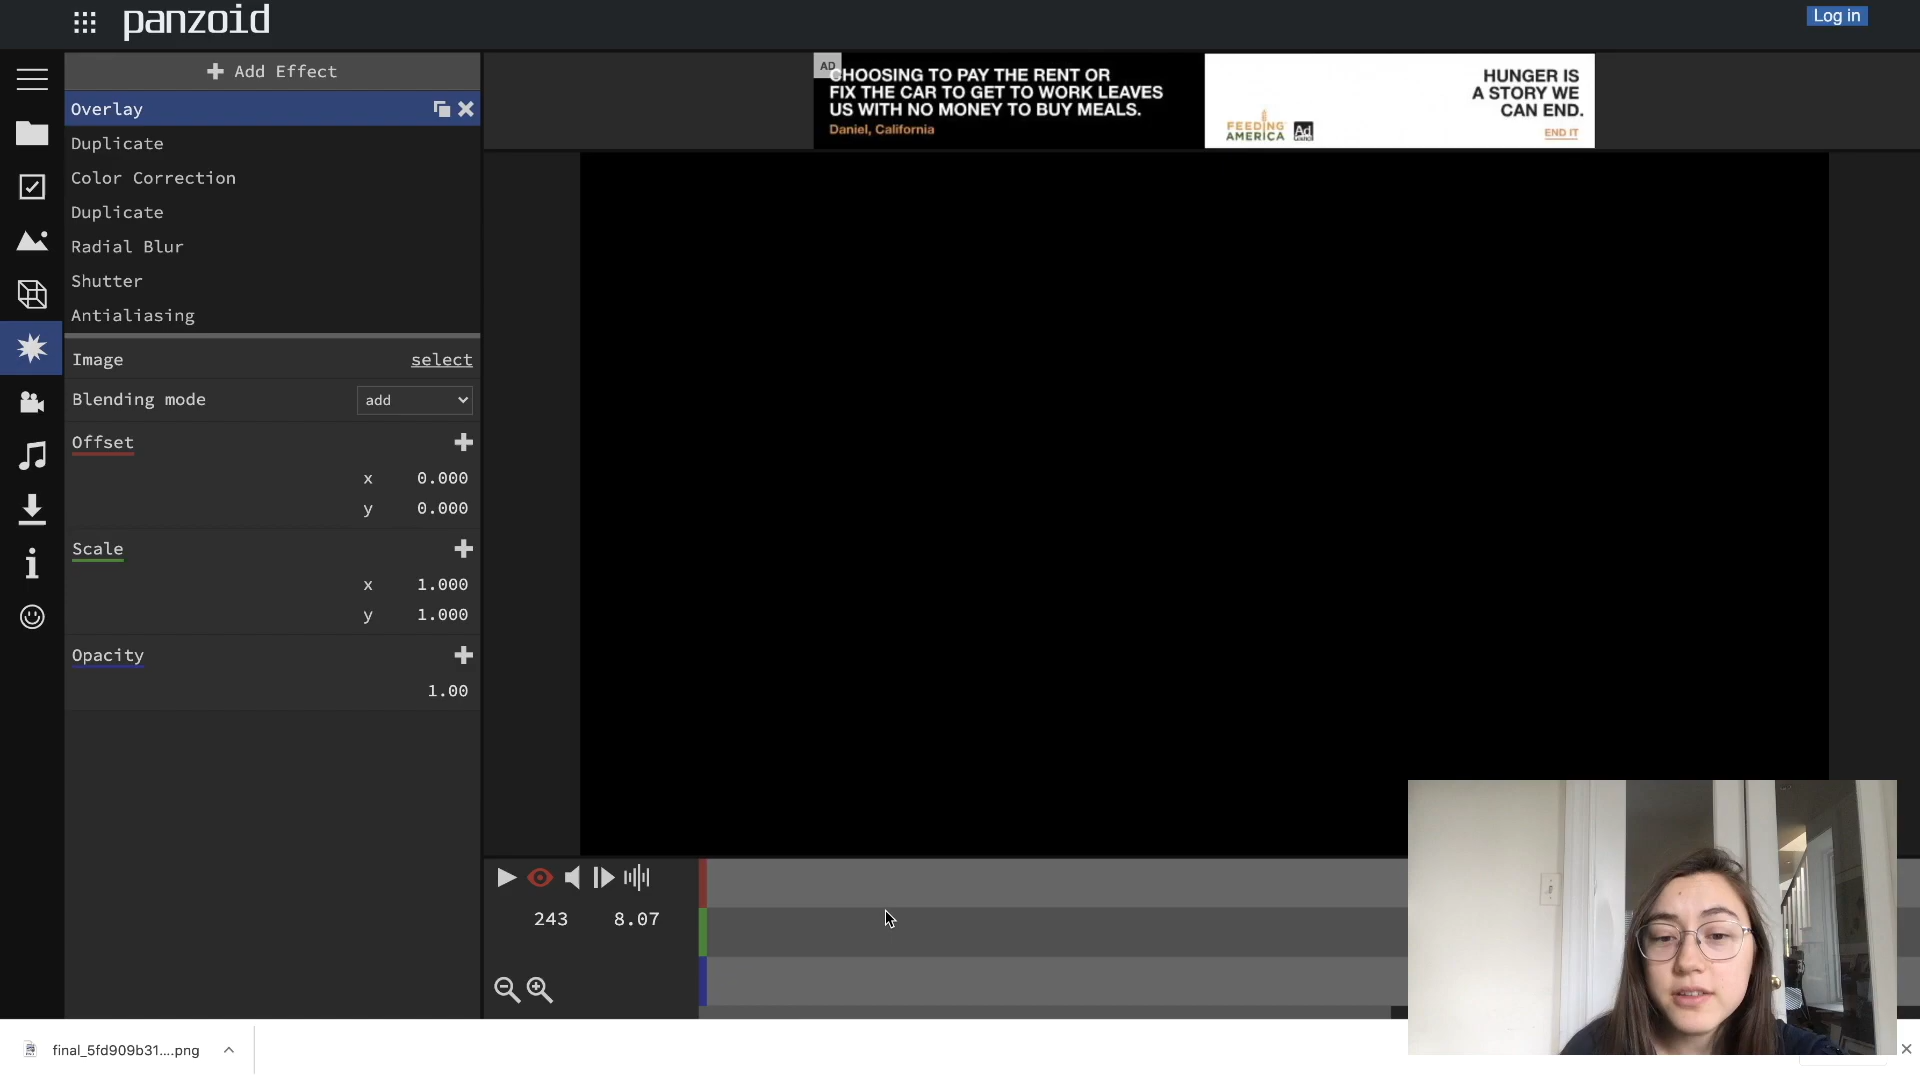 panzoid
Log in
Add Effect
Overlay
Duplicate
Color Correction
Duplicate
Radial Blur
Shutter
Antialiasing
Image select
Blending mode add
Offset
x 0.000
y 0.000
Scale
x 1.000
y 1.000
Opacity
1.00
AD
CHOOSING TO PAY THE RENT OR
FIX THE CAR TO GET TO WORK LEAVES
US WITH NO MONEY TO BUY MEALS.
Daniel, California
FEEDING
AMERICA
Ad
HUNGER IS
A STORY WE
CAN END.
END IT
243 8.07
final_5fd909b31....png